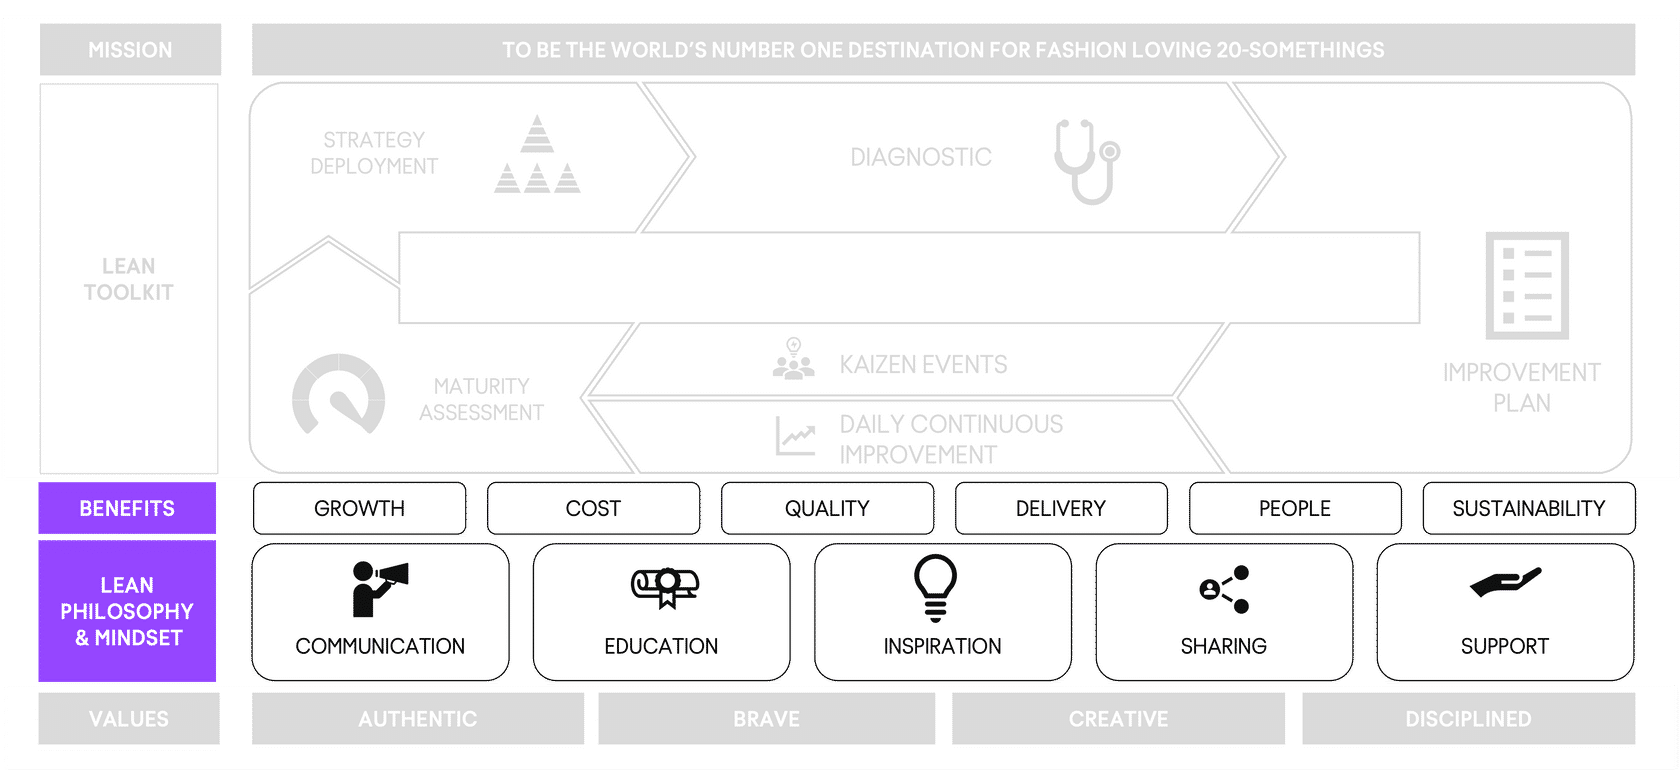 MISSION
TO BE THE WORLD'S NUMBER ONE DESTINATION FOR FASHION LOVING 20-SOMETHINGS
LEAN
TOOLKIT
STRATEGY
DEPLOYMENT
DIAGNOSTIC
MATURITY
ASSESSMENT
KAIZEN EVENTS
DAILY CONTINUOUS
IMPROVEMENT
IMPROVEMENT
PLAN
BENEFITS
GROWTH
COST
QUALITY
DELIVERY
PEOPLE
SUSTAINABILITY
LEAN
PHILOSOPHY
& MINDSET
COMMUNICATION
EDUCATION
INSPIRATION
SHARING
SUPPORT
VALUES
AUTHENTIC
BRAVE
CREATIVE
DISCIPLINED